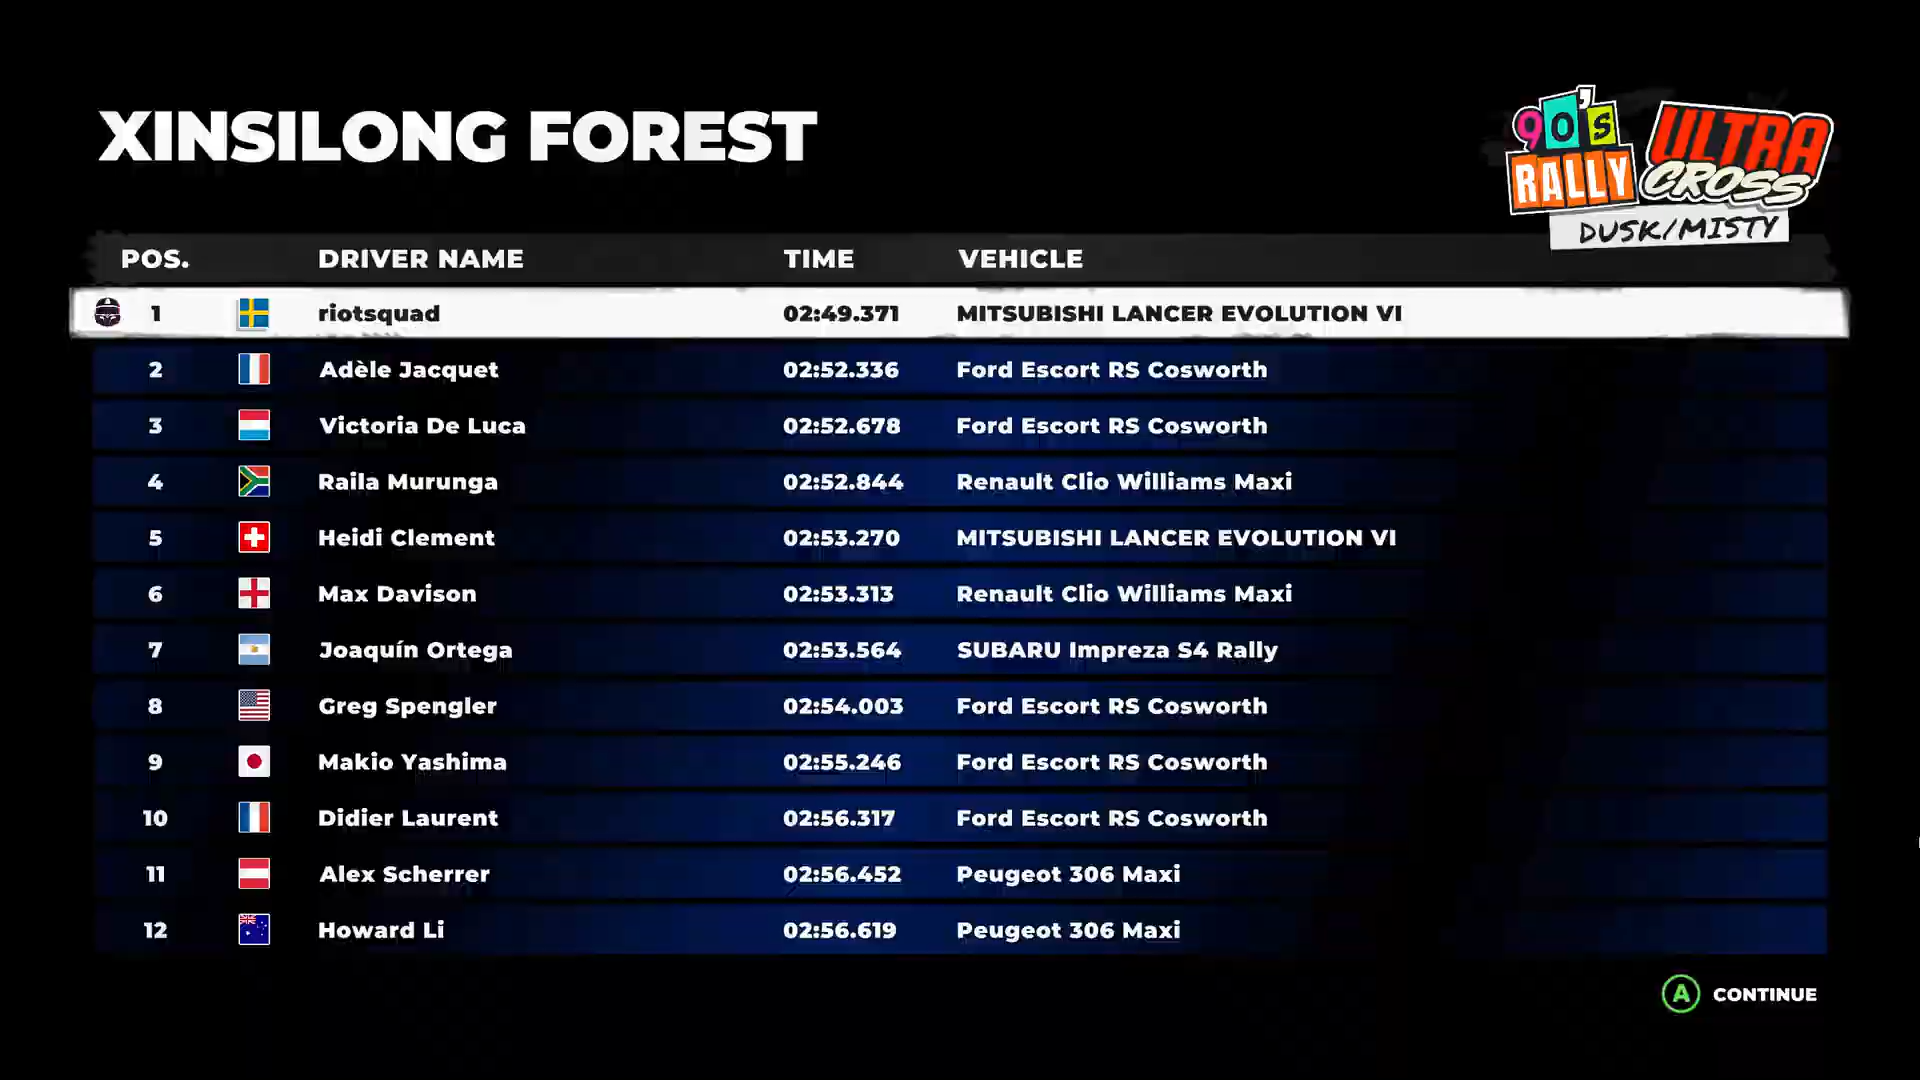 XINSILONG FOREST
90's RALLY ULTRA CROSS
DUSK/MISTY
POS. DRIVER NAME TIME VEHICLE
1 riotsquad 02:49.371 MITSUBISHI LANCER EVOLUTION VI
2 Adèle Jacquet 02:52.336 Ford Escort RS Cosworth
3 Victoria De Luca 02:52.678 Ford Escort RS Cosworth
4 Raila Murunga 02:52.844 Renault Clio Williams Maxi
5 Heidi Clement 02:53.270 MITSUBISHI LANCER EVOLUTION VI
6 Max Davison 02:53.313 Renault Clio Williams Maxi
7 Joaquín Ortega 02:53.564 SUBARU Impreza S4 Rally
8 Greg Spengler 02:54.003 Ford Escort RS Cosworth
9 Makio Yashima 02:55.246 Ford Escort RS Cosworth
10 Didier Laurent 02:56.317 Ford Escort RS Cosworth
11 Alex Scherrer 02:56.452 Peugeot 306 Maxi
12 Howard Li 02:56.619 Peugeot 306 Maxi
A CONTINUE